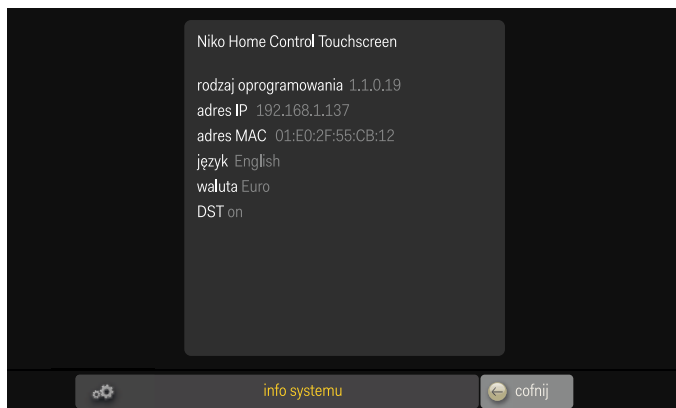 Niko Home Control Touchscreen
rodzaj oprogramowania 1.1.0.19
adres IP 192.168.1.137
adres MAC 01:E0:2F:55:CB:12
język English
waluta Euro
DST on
info systemu
cofnij